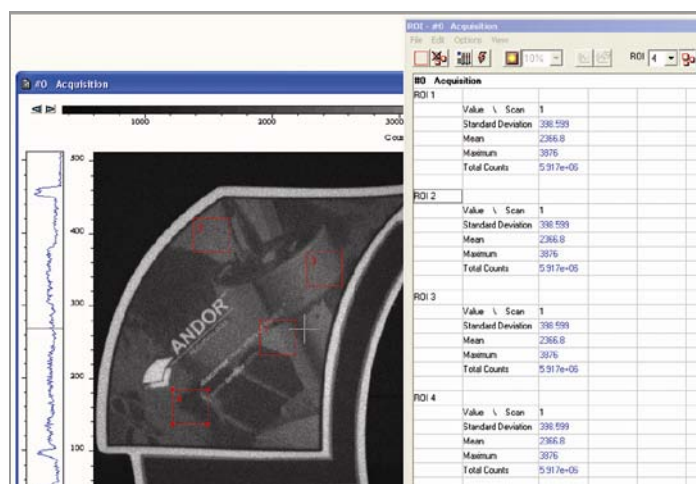 ROI - #0 Acquisition
File Edit Options View
10%
ROI 4
#0 Acquisition
#0 Acquisition
1000 2000 3000
500
400
300
200
100
ANDOR
ROI 1
Value \ Scan 1
Standard Deviation 398.599
Mean 2366.8
Maximum 3876
Total Counts 5.917e+06
ROI 2
Value \ Scan 1
Standard Deviation 398.599
Mean 2366.8
Maximum 3876
Total Counts 5.917e+06
ROI 3
Value \ Scan 1
Standard Deviation 398.599
Mean 2366.8
Maximum 3876
Total Counts 5.917e+06
ROI 4
Value \ Scan 1
Standard Deviation 398.599
Mean 2366.8
Maximum 3876
Total Counts 5.917e+06